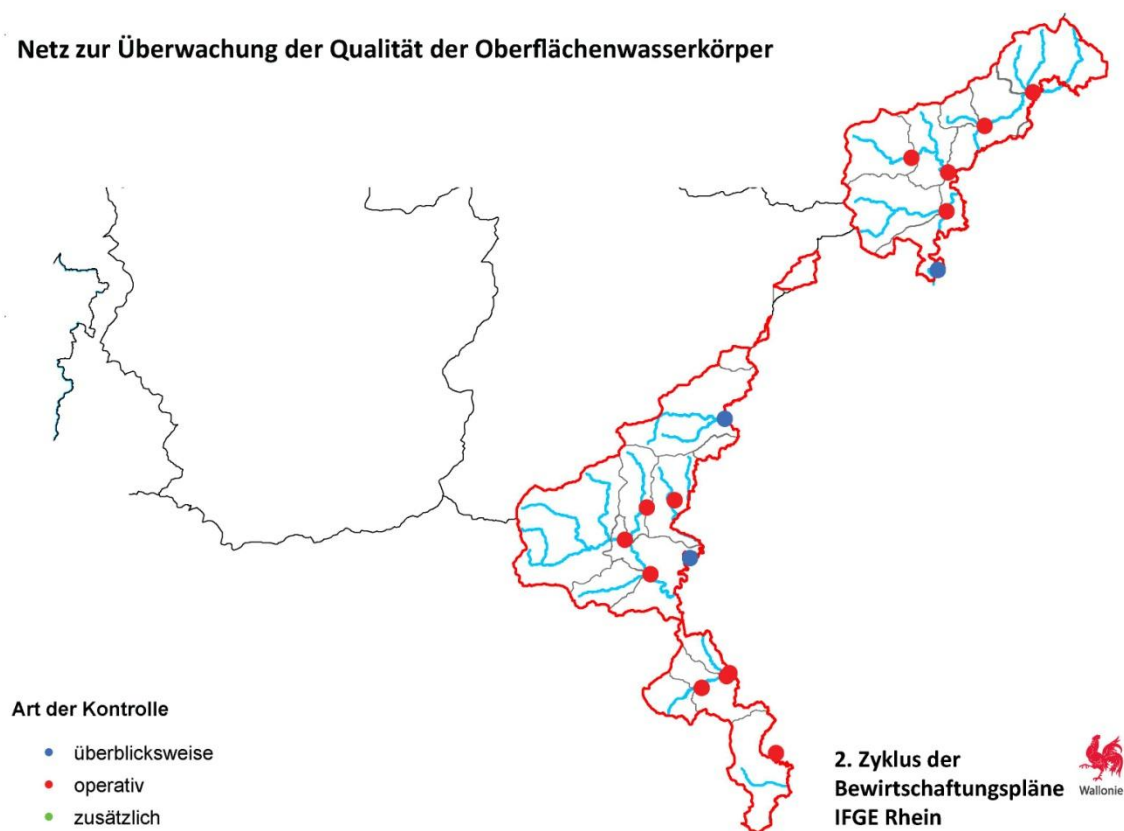 Netz zur Überwachung der Qualität der Oberflächenwasserkörper
Art der Kontrolle
überblicksweise
operativ
zusätzlich
2. Zyklus der
Bewirtschaftungspläne
IFGE Rhein
Wallonie